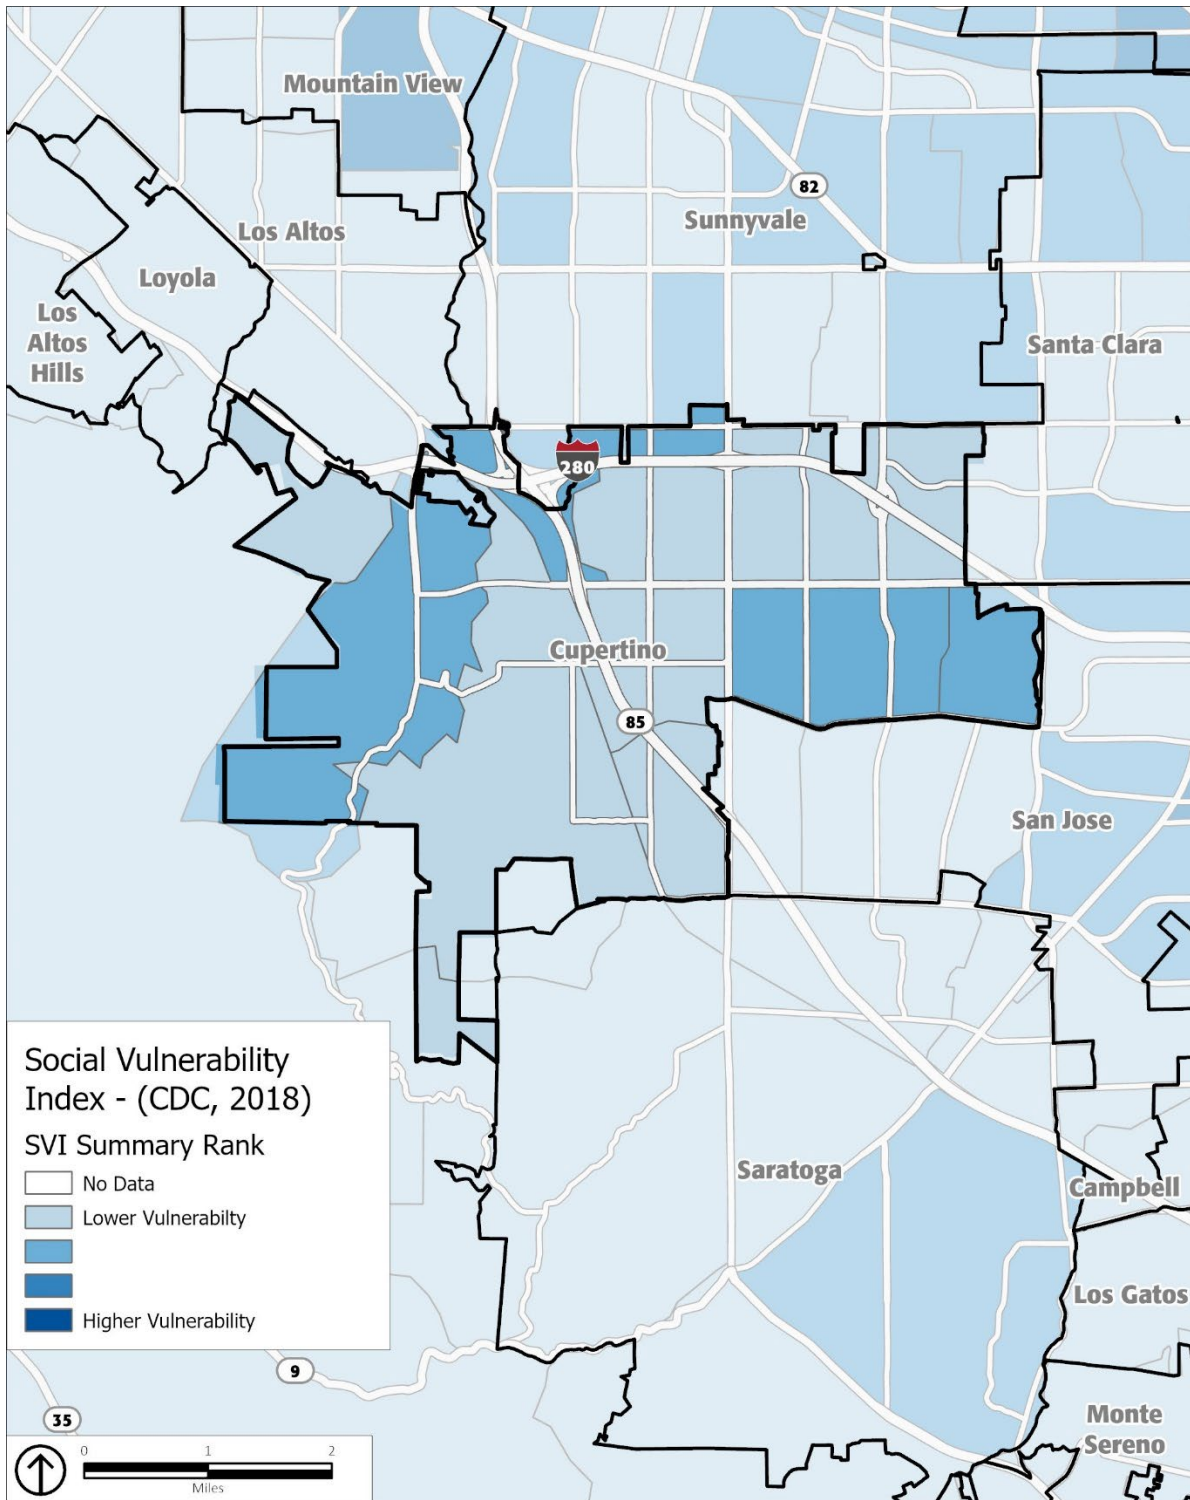 Mountain View
82
Sunnyvale
Los Altos
Loyola
Los
Altos
Hills
Santa Clara
280
Cupertino
85
San Jose
Social Vulnerability
Index - (CDC, 2018)
SVI Summary Rank
No Data
Lower Vulnerabilty
Higher Vulnerability
Saratoga
Campbell
Los Gatos
9
35
Monte
Sereno
0 1 2
Miles